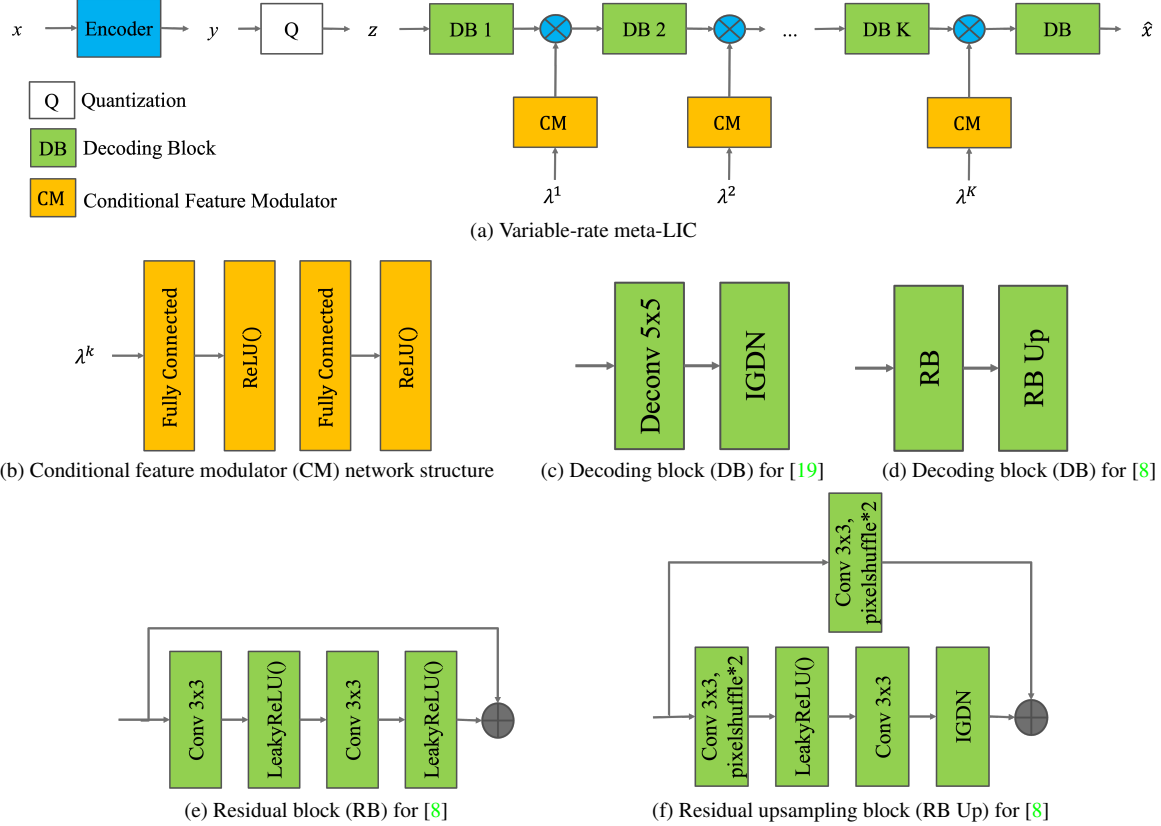 x Encoder y Q z DB 1 DB 2 ... DB K DB x̂
Q Quantization
CM CM CM
DB Decoding Block
λ¹ λ² λᴷ
CM Conditional Feature Modulator
(a) Variable-rate meta-LIC
λᵏ Fully Connected ReLU() Fully Connected ReLU()
Deconv 5x5 IGDN
RB RB Up
(b) Conditional feature modulator (CM) network structure
(c) Decoding block (DB) for [19]
(d) Decoding block (DB) for [8]
Conv 3x3 LeakyReLU() Conv 3x3 LeakyReLU()
Conv 3x3,
pixelshuffle*2
Conv 3x3,
pixelshuffle*2
LeakyReLU() Conv 3x3 IGDN
(e) Residual block (RB) for [8]
(f) Residual upsampling block (RB Up) for [8]